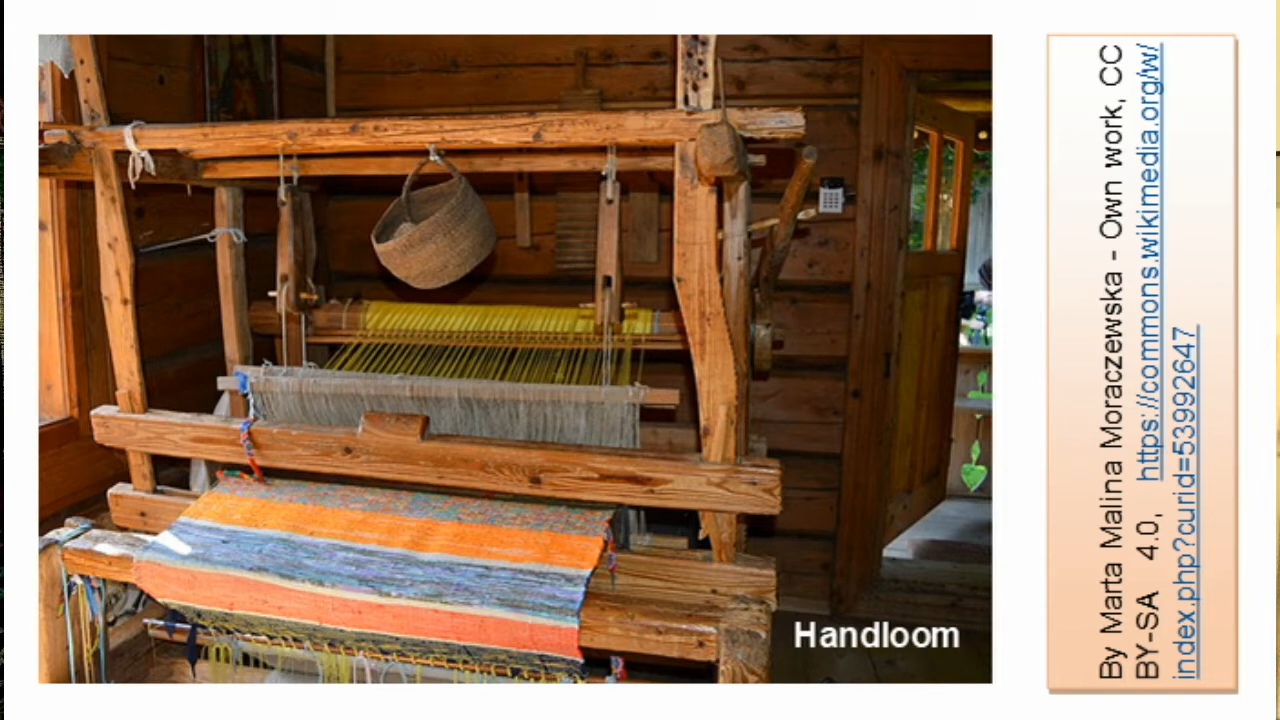 Handloom
By Marta Malina Moraczewska - Own work, CC
BY-SA 4.0, https://commons.wikimedia.org/w/
index.php?curid=53992647